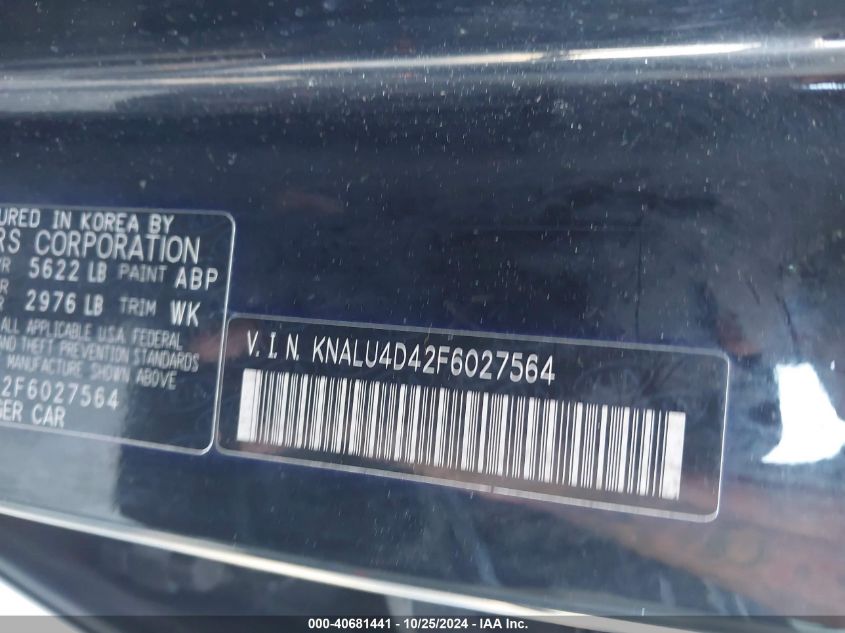 URED IN KOREA BY
RS CORPORATION
5622 LB PAINT ABP
2976 LB TRIM WK
ALL APPLICABLE U.S.A. FEDERAL
AND THEFT PREVENTION STANDARDS
MANUFACTURE SHOWN ABOVE
2F6027564
GER CAR
V. I. N. KNALU4D42F6027564
000-40681441 - 10/25/2024 - IAA Inc.